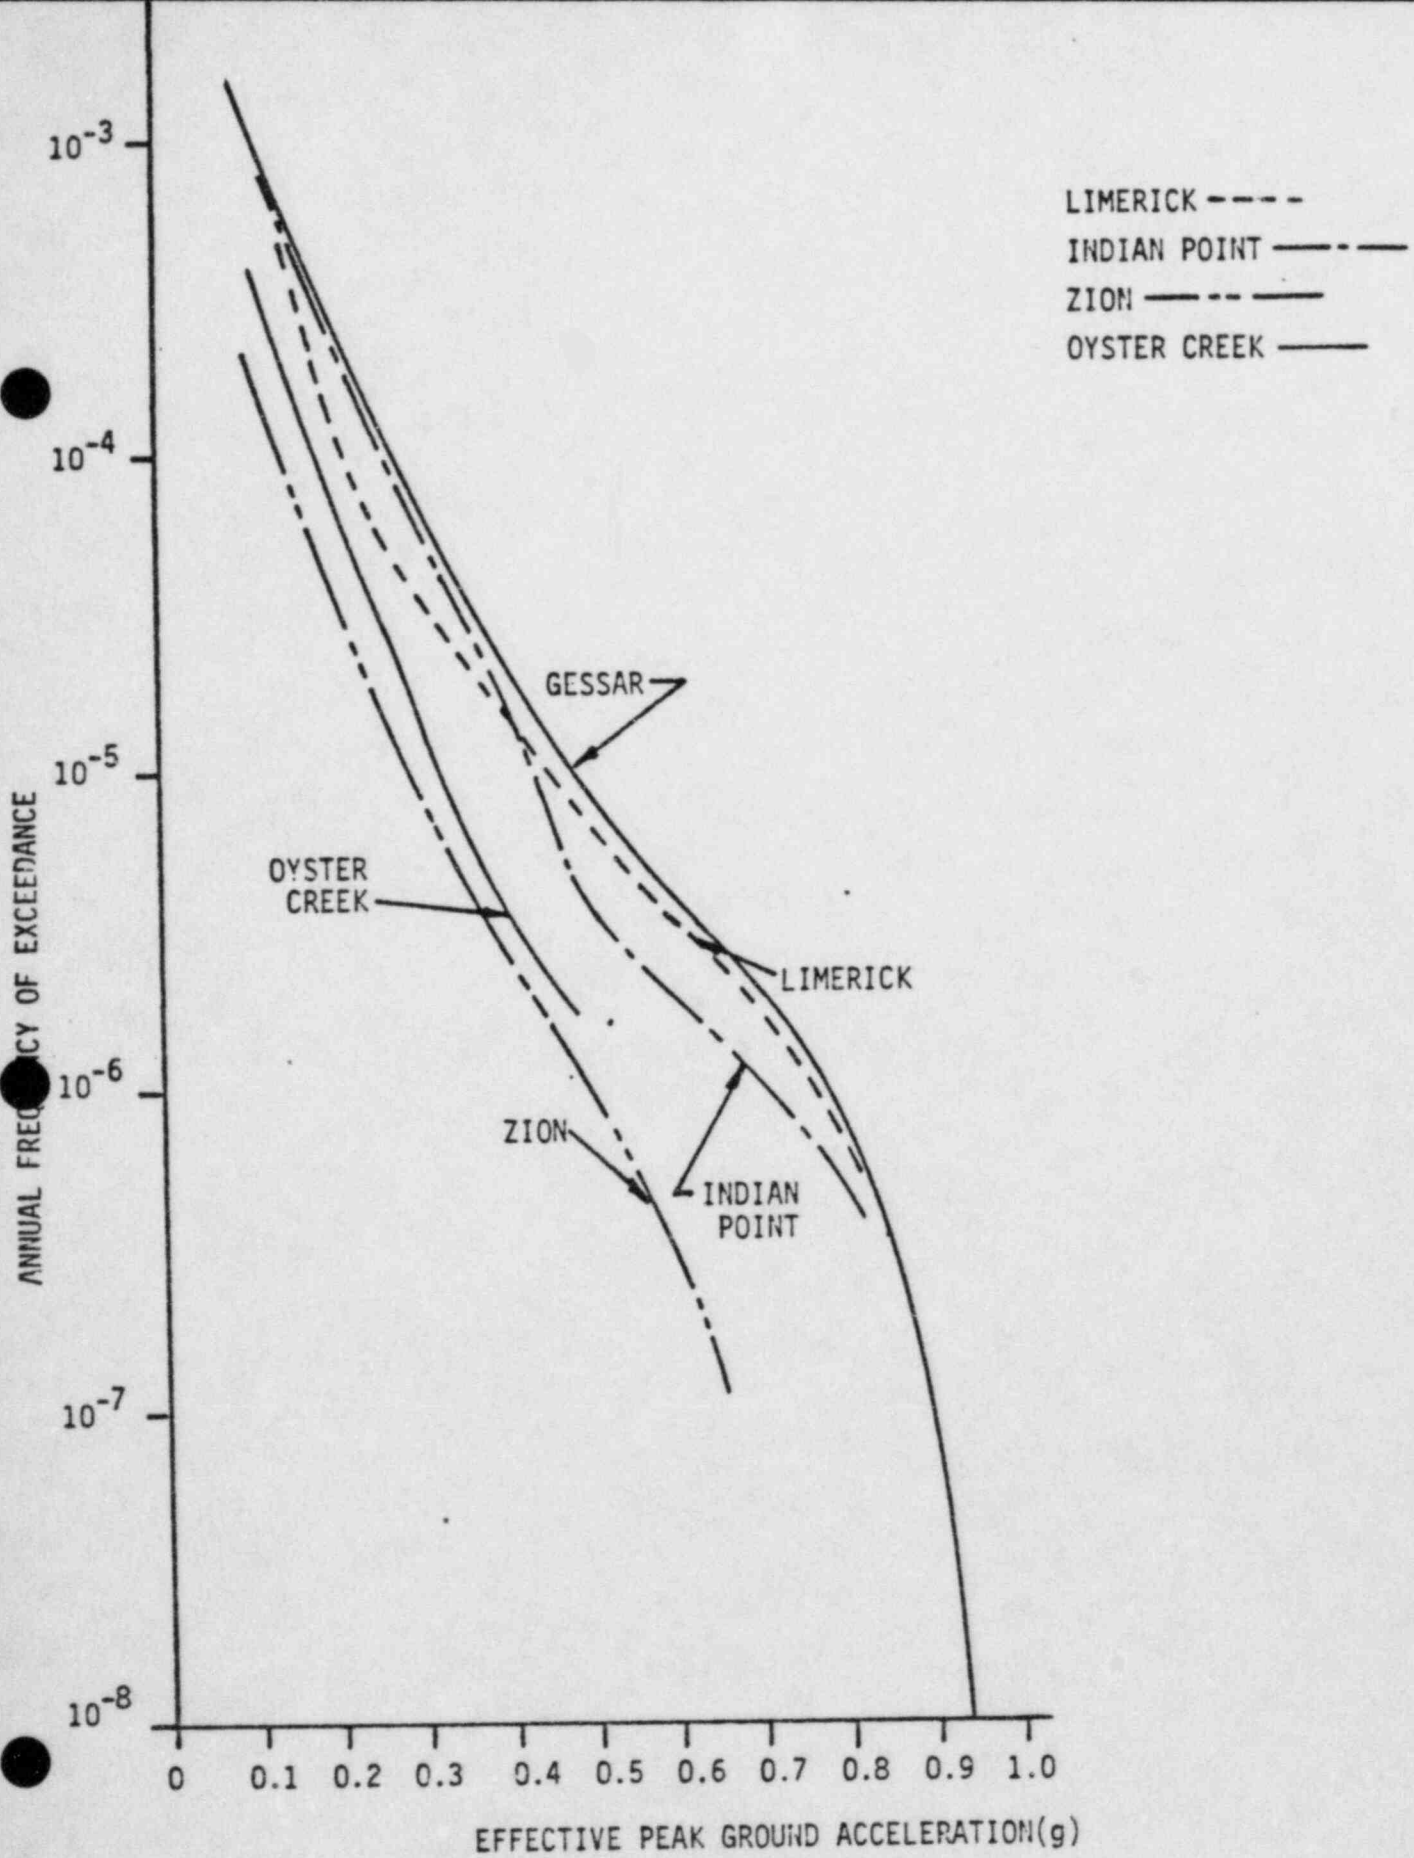 10-3
10-4
10-5
10-6
10-7
10-8
LIMERICK
INDIAN POINT
ZION
OYSTER CREEK
GESSAR
OYSTER
CREEK
LIMERICK
ZION
INDIAN
POINT
0 0.1 0.2 0.3 0.4 0.5 0.6 0.7 0.8 0.9 1.0
EFFECTIVE PEAK GROUND ACCELERATION(g)
ANNUAL OF EXCEEDANCE